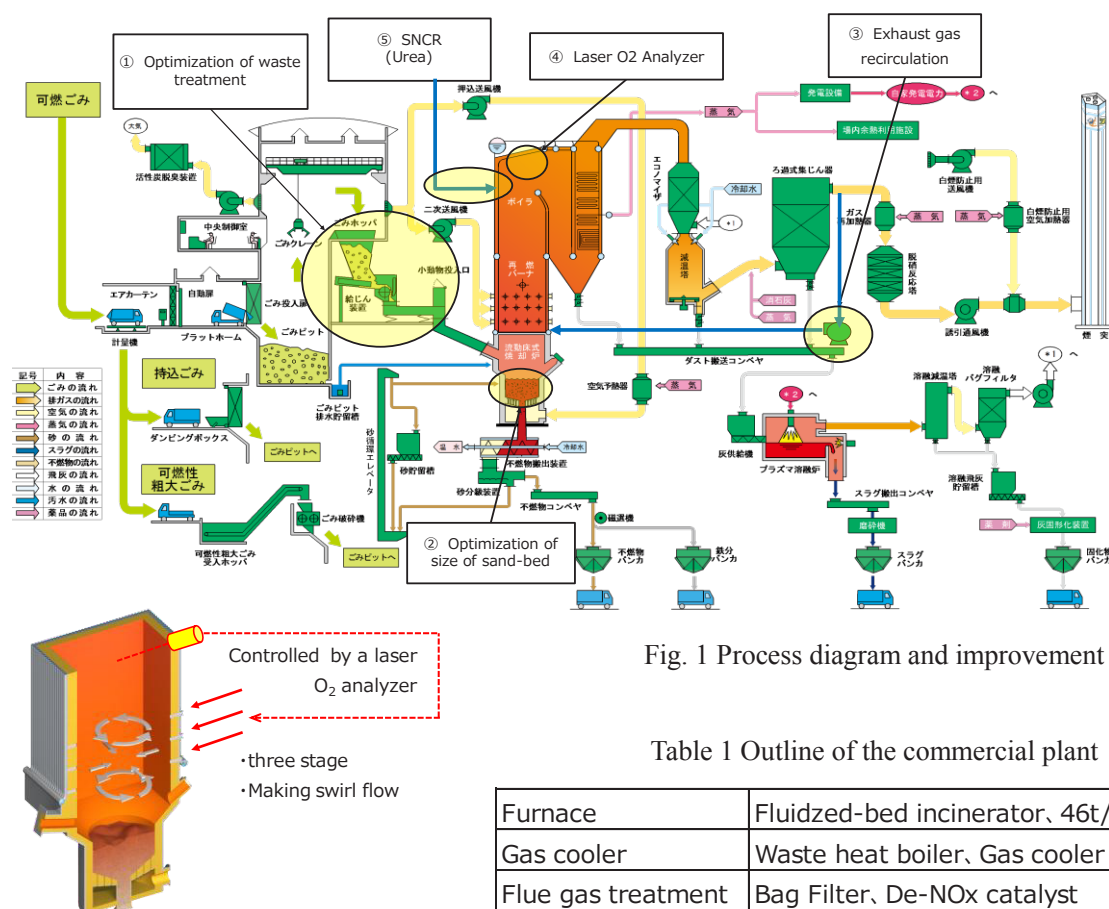 ① Optimization of waste
treatment
⑤ SNCR
(Urea)
④ Laser O2 Analyzer
③ Exhaust gas
recirculation
可燃ごみ
大気
活性炭脱臭装置
中央制御室
ごみクレーン
エアカーテン
自動扉
ごみ投入扉
ごみピット
プラットホーム
計量機
ごみピット
排水貯留槽
押込送風機
二次送風機
ごみホッパ
給じん
装置
小動物投入口
ボイラ
再燃
バーナ
流動床式
焼却炉
エコノマイザ
冷却水
*1
減温塔
蒸気
発電設備
自家発電電力
*2
へ
場内余熱利用施設
ろ過式集じん器
消石灰
蒸気
ガス
再加熱器
蒸気
脱硝反応塔
白煙防止用
送風機
蒸気
白煙防止用
空気加熱器
誘引通風機
煙突
ダスト搬送コンベヤ
空気予熱器
蒸気
記号 内容
ごみの流れ
排ガスの流れ
空気の流れ
蒸気の流れ
砂の流れ
スラグの流れ
不燃物の流れ
飛灰の流れ
水の流れ
汚水の流れ
薬品の流れ
持込ごみ
ダンピングボックス
ごみピットへ
可燃性
粗大ごみ
可燃性粗大ごみ
受入ホッパ
ごみ破砕機
ごみピットへ
砂循環エレベータ
砂貯留槽
温水
冷却水
不燃物搬出装置
砂分級装置
不燃物コンベヤ
磁選機
不燃物
バンカ
鉄分
バンカ
② Optimization of
size of sand-bed
*2
へ
灰供給機
プラズマ溶融炉
スラグ搬出コンベヤ
磨砕機
スラグ
バンカ
溶融減温塔
溶融
バグフィルタ
*1
へ
溶融飛灰
貯留槽
薬剤
灰固形化装置
固化物
バンカ
Fig. 1 Process diagram and improvement
Controlled by a laser
O₂ analyzer
・three stage
・Making swirl flow
Table 1 Outline of the commercial plant
Furnace Fluidzed-bed incinerator、46t/
Gas cooler Waste heat boiler、Gas cooler
Flue gas treatment Bag Filter、De-NOx catalyst